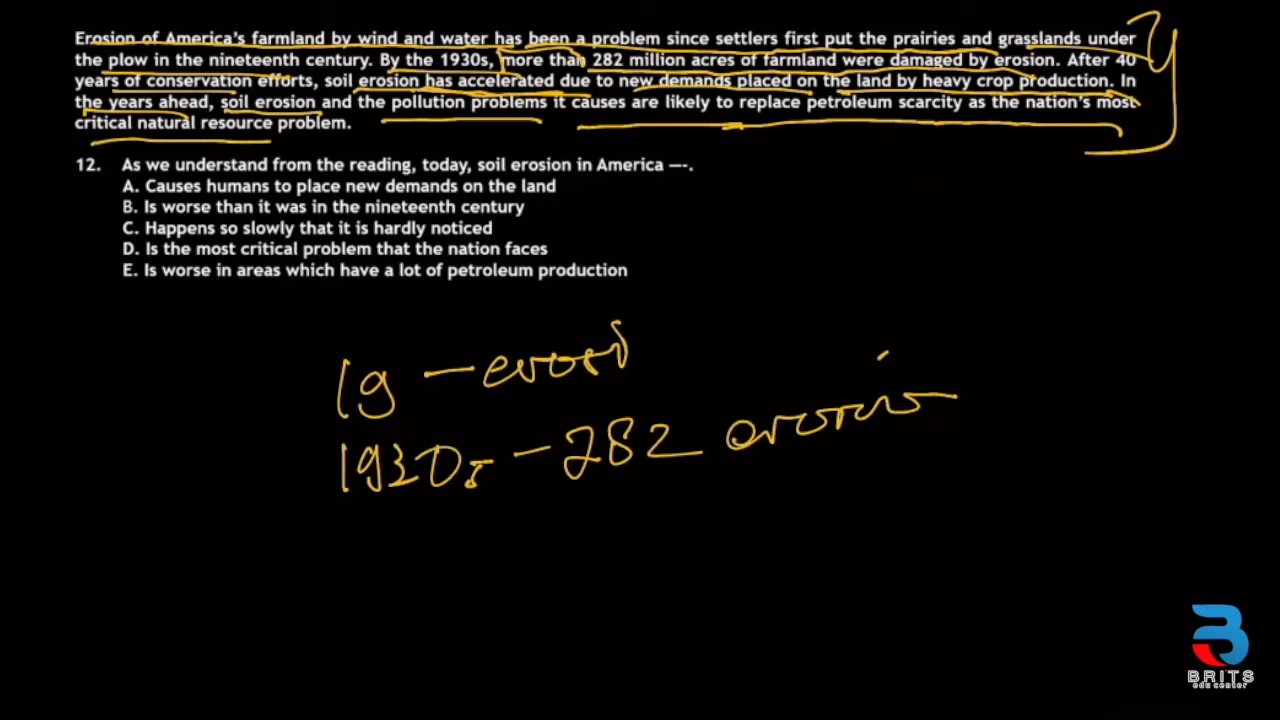 Erosion of America's farmland by wind and water has been a problem since settlers first put the prairies and grasslands under
the plow in the nineteenth century. By the 1930s, more than 282 million acres of farmland were damaged by erosion. After 40
years of conservation efforts, soil erosion has accelerated due to new demands placed on the land by heavy crop production. In
the years ahead, soil erosion and the pollution problems it causes are likely to replace petroleum scarcity as the nation's most
critical natural resource problem.
12. As we understand from the reading, today, soil erosion in America —-.
A. Causes humans to place new demands on the land
B. Is worse than it was in the nineteenth century
C. Happens so slowly that it is hardly noticed
D. Is the most critical problem that the nation faces
E. Is worse in areas which have a lot of petroleum production
19 — erosi
1930s - 282 erosio
BRITS
edu center